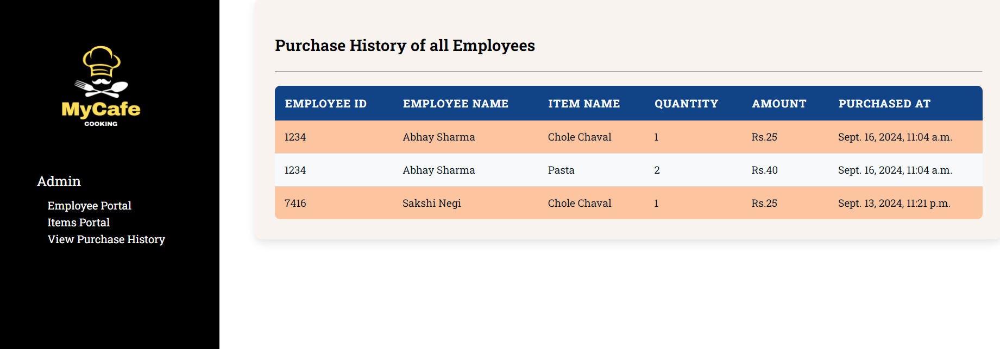 MyCafe
COOKING
Admin
Employee Portal
Items Portal
View Purchase History
Purchase History of all Employees
EMPLOYEE ID EMPLOYEE NAME ITEM NAME QUANTITY AMOUNT PURCHASED AT
1234 Abhay Sharma Chole Chaval 1 Rs.25 Sept. 16, 2024, 11:04 a.m.
1234 Abhay Sharma Pasta 2 Rs.40 Sept. 16, 2024, 11:04 a.m.
7416 Sakshi Negi Chole Chaval 1 Rs.25 Sept. 13, 2024, 11:21 p.m.